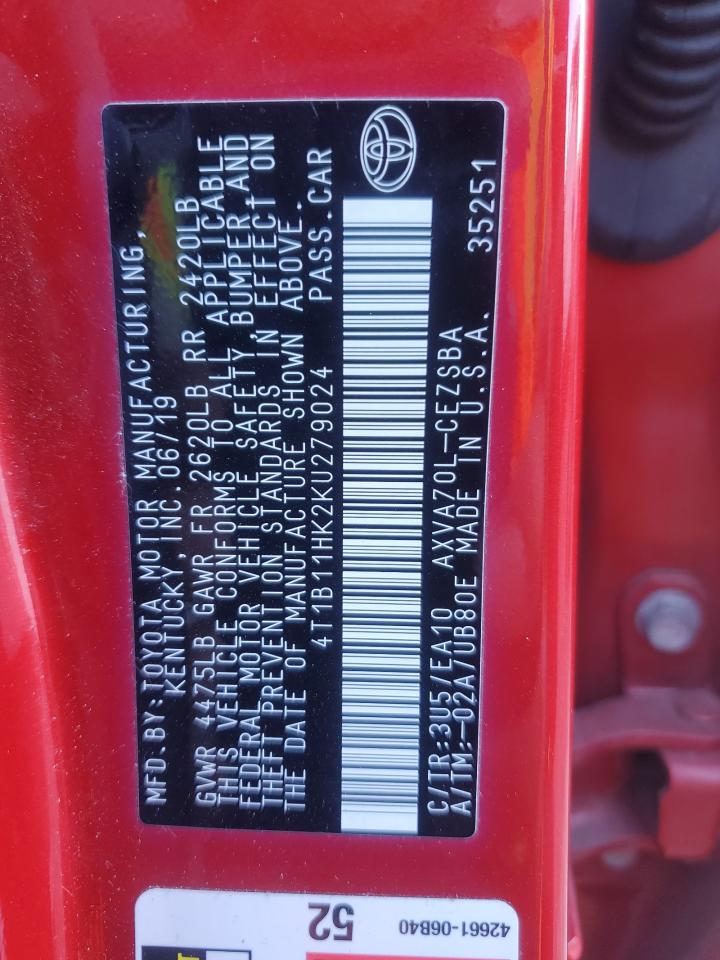 MFD.BY:TOYOTA MOTOR MANUFACTURING,
KENTUCKY, INC.06/19
GVWR 4475LB GAWR FR 2620LB RR 2420LB
THIS VEHICLE CONFORMS TO ALL APPLICABLE
FEDERAL MOTOR VEHICLE SAFETY, BUMPER,AND
THEFT PREVENTION STANDARDS IN EFFECT ON
THE DATE OF MANUFACTURE SHOWN ABOVE.
4T1B11HK2KU279024 PASS.CAR
C/TR:3U5/EA10 AXVA70L-CEZSBA
A/TM:-02A/UB80E MADE IN U.S.A. 35251
52
42661-06B40